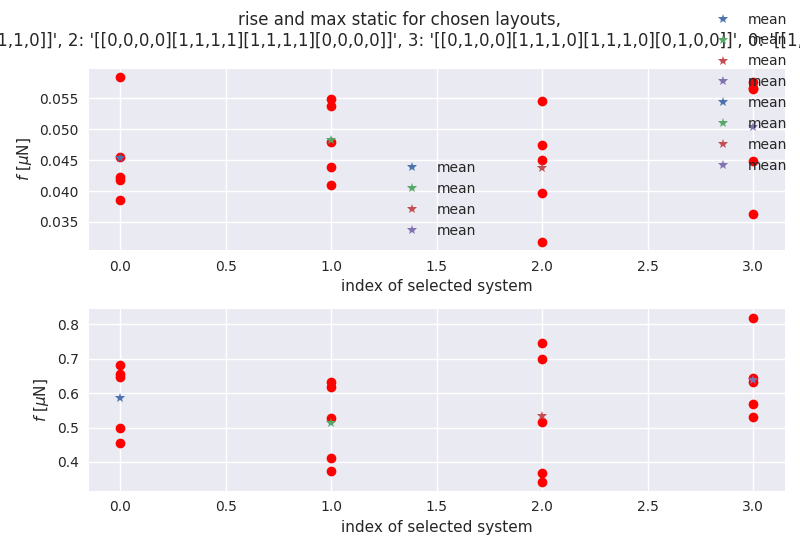 rise and max static for chosen layouts,
1,1,0]]', 2: '[[0,0,0,0][1,1,1,1][1,1,1,1][0,0,0,0]]', 3: '[[0,1,0,0][1,1,1,0][1,1,1,0][0,1,0,0]]', 0: '[[1,
mean
mean
mean
mean
mean
mean
mean
mean
0.055
0.050
0.045
0.040
0.035
f [μN]
mean
mean
mean
mean
0.0 0.5 1.0 1.5 2.0 2.5 3.0
index of selected system
0.8
0.7
0.6
0.5
0.4
f [μN]
0.0 0.5 1.0 1.5 2.0 2.5 3.0
index of selected system